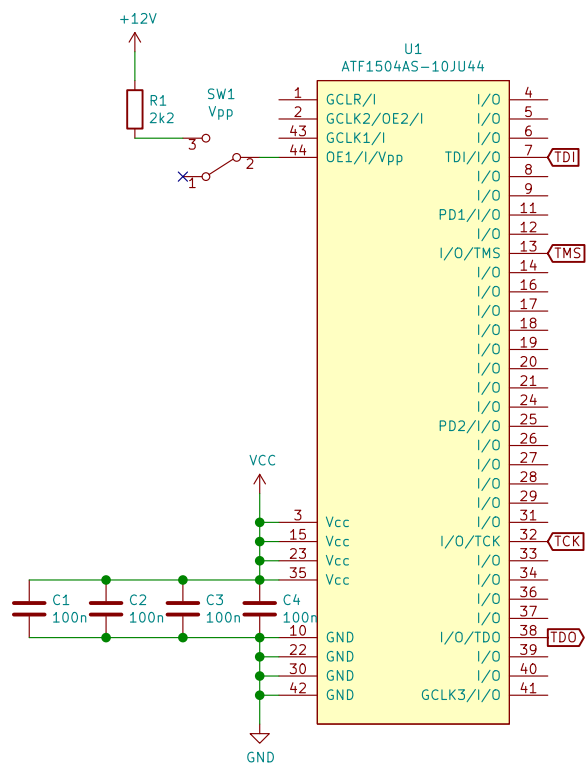 +12V
R1
2k2
SW1
Vpp
3
2
1
U1
ATF1504AS-10JU44
1 GCLR/I
2 GCLK2/OE2/I
43 GCLK1/I
44 OE1/I/Vpp
I/O 4
I/O 5
I/O 6
TDI/I/O 7 TDI
I/O 8
I/O 9
PD1/I/O 11
I/O 12
I/O/TMS 13 TMS
I/O 14
I/O 16
I/O 17
I/O 18
I/O 19
I/O 20
I/O 21
I/O 24
PD2/I/O 25
I/O 26
I/O 27
I/O 28
I/O 29
I/O 31
I/O/TCK 32 TCK
I/O 33
I/O 34
I/O 36
I/O 37
I/O/TDO 38 TDO
I/O 39
I/O 40
GCLK3/I/O 41
VCC
3 Vcc
15 Vcc
23 Vcc
35 Vcc
C1
100n
C2
100n
C3
100n
C4
100n
10 GND
22 GND
30 GND
42 GND
GND